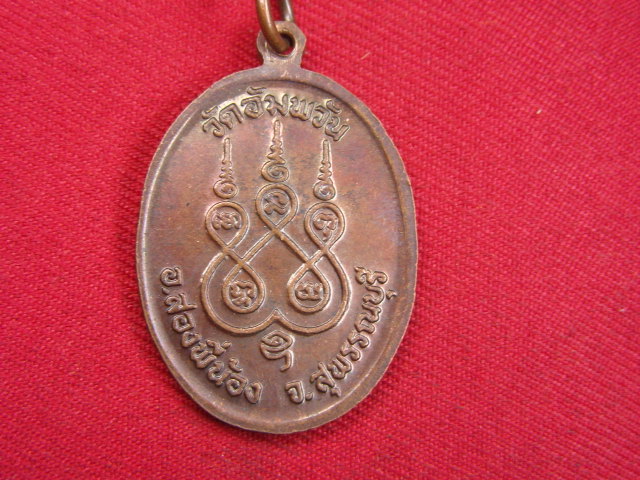 วัดอัมพวัน
อ.สองพี่น้อง จ.สุพรรณบุรี